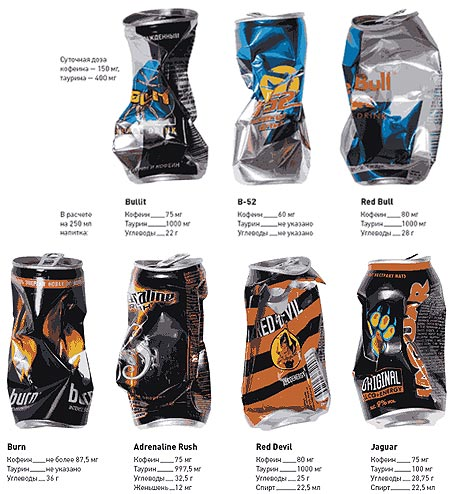 Суточная доза
кофеина — 150 мг,
таурина — 400 мг
В расчете
на 250 мл
напитка:
Bullit
Кофеин 75 мг
Таурин 1000 мг
Углеводы 22 г
B-52
Кофеин 60 мг
Таурин не указано
Углеводы не указано
Red Bull
Кофеин 80 мг
Таурин 1000 мг
Углеводы 28 г
burn
RED DEVIL
JAGUAR
ORIGINAL
Burn
Кофеин не более 87,5 мг
Таурин не указано
Углеводы 36 г
Adrenaline Rush
Кофеин 75 мг
Таурин 997,5 мг
Углеводы 32,5 г
Женьшень 12 мг
Red Devil
Кофеин 80 мг
Таурин 1000 мг
Углеводы 25 г
Спирт 22,5 мл
Jaguar
Кофеин 75 мг
Таурин 100 мг
Углеводы 28,75 г
Спирт 22,5 мл